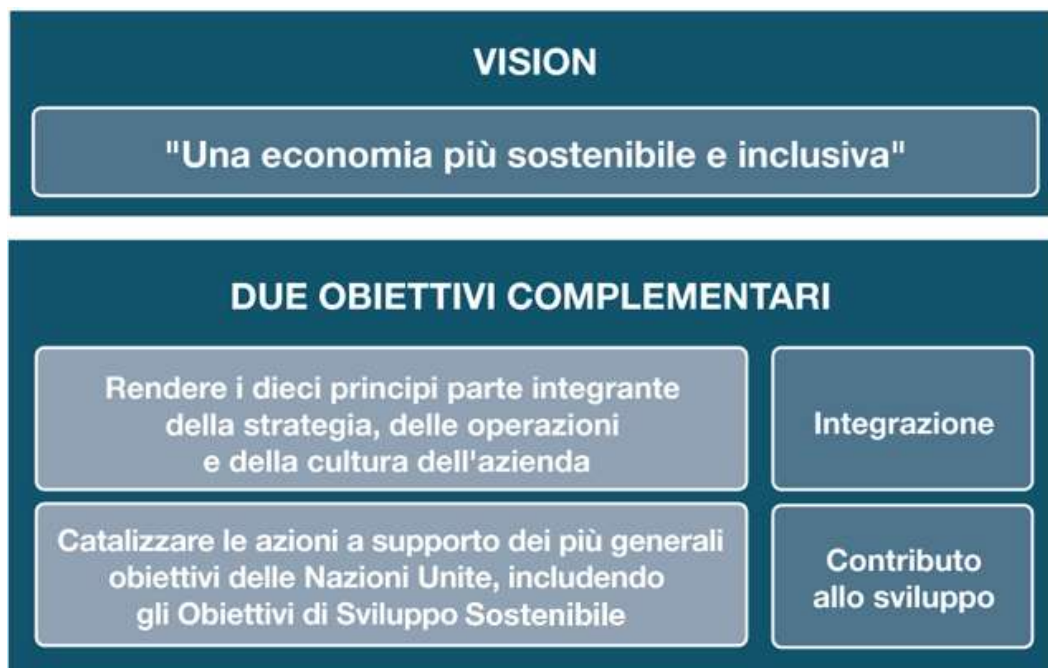 VISION
"Una economia più sostenibile e inclusiva"
DUE OBIETTIVI COMPLEMENTARI
Rendere i dieci principi parte integrante
della strategia, delle operazioni
e della cultura dell'azienda
Integrazione
Catalizzare le azioni a supporto dei più generali
obiettivi delle Nazioni Unite, includendo
gli Obiettivi di Sviluppo Sostenibile
Contributo
allo sviluppo